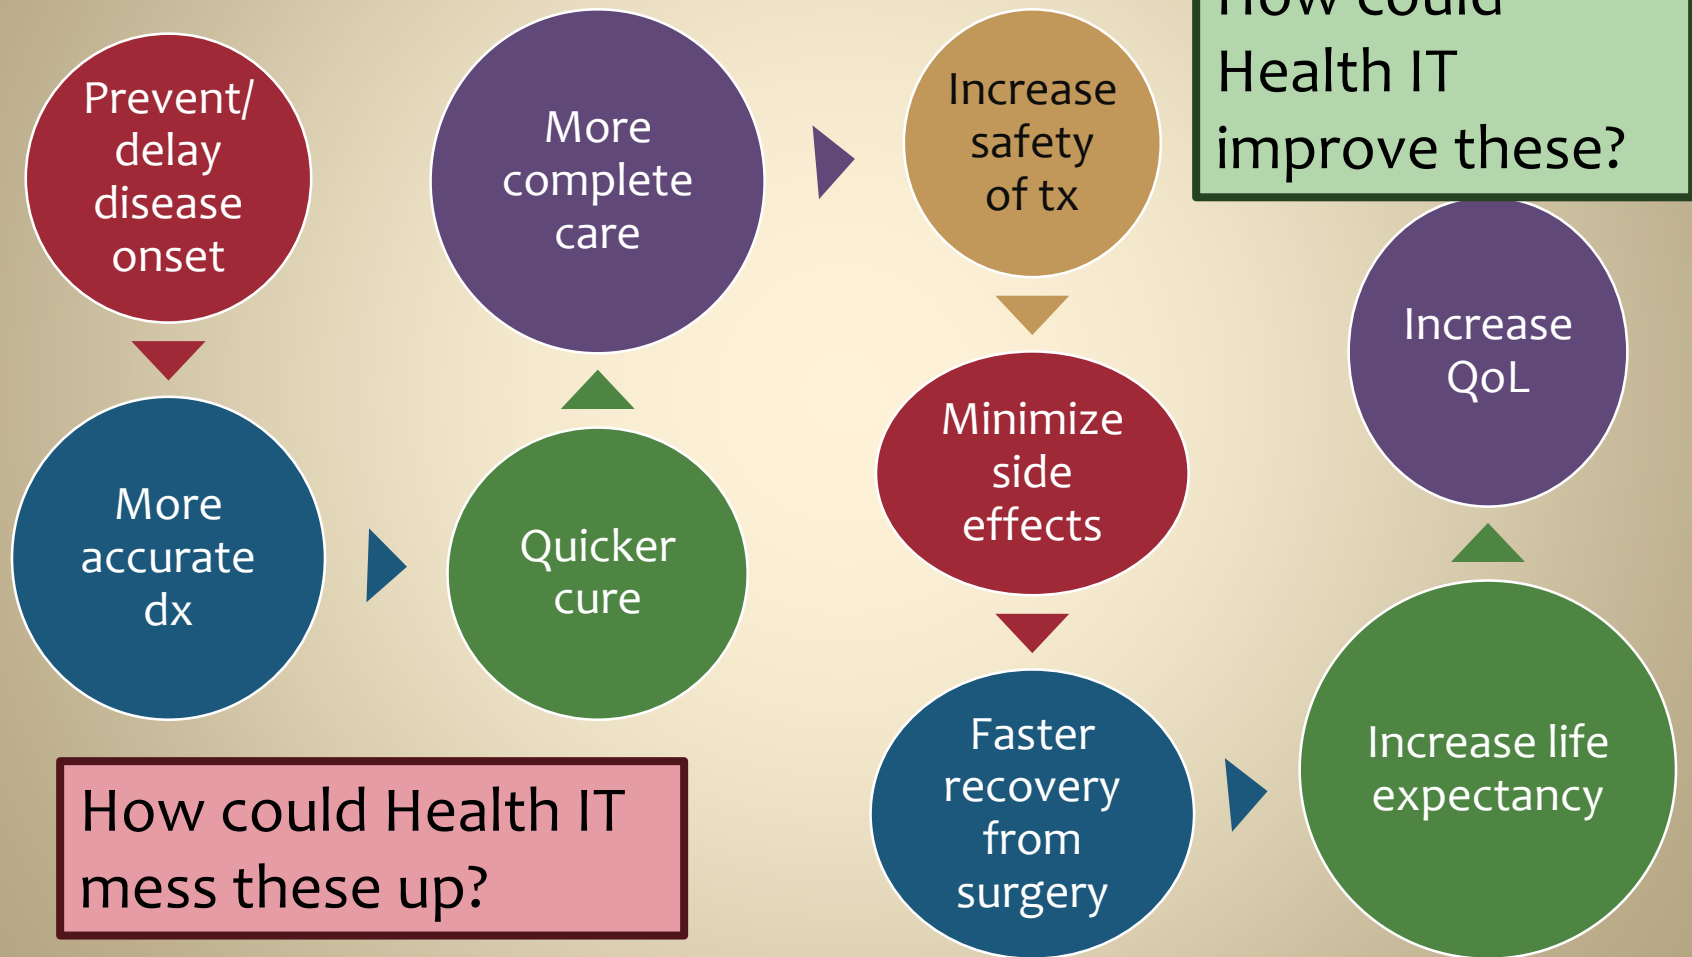 Prevent/
delay
disease
onset
More
accurate
dx
Quicker
cure
More
complete
care
Increase
safety
of tx
Minimize
side
effects
Faster
recovery
from
surgery
Increase life
expectancy
Increase
QoL
How could
Health IT
improve these?
How could Health IT
mess these up?